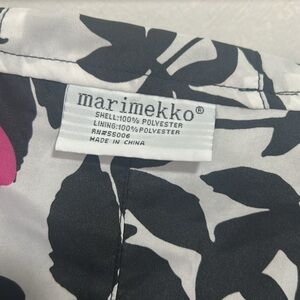 marimekko®
SHELL:100% POLYESTER
LINING:100% POLYESTER
RN#55006
MADE IN CHINA